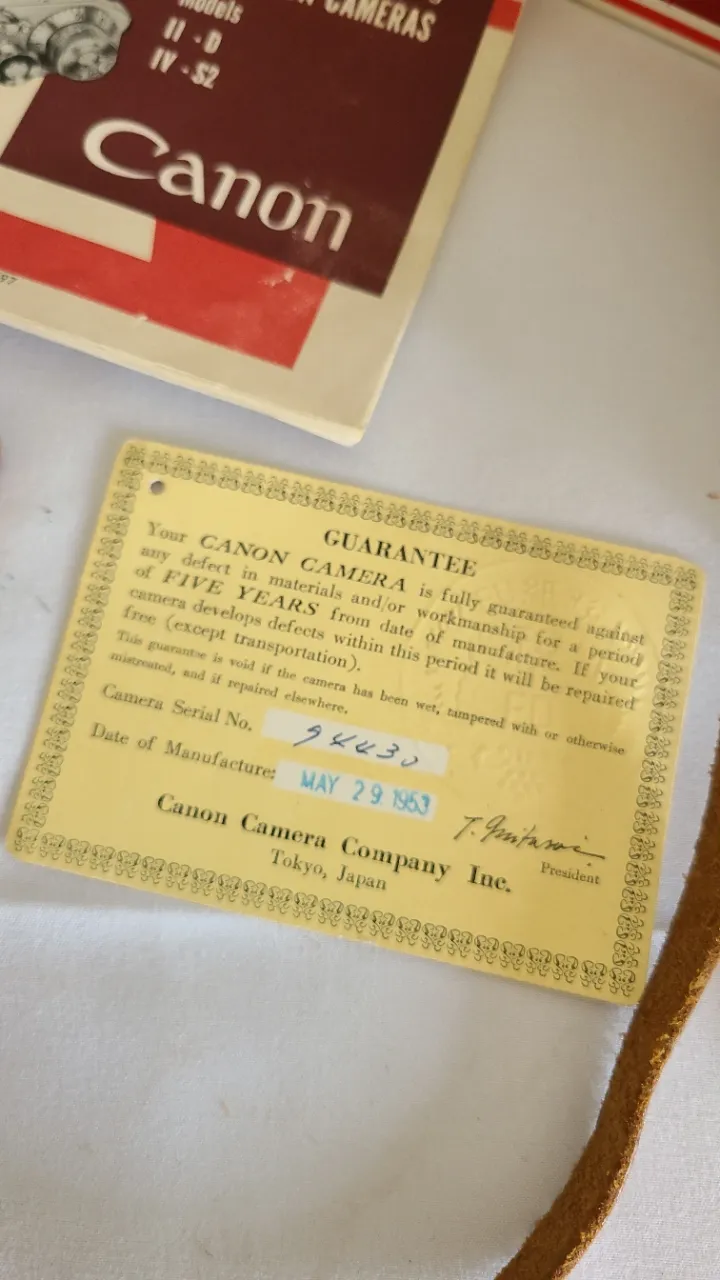 Models
CAMERAS
II - D
IV - S2
Canon
GUARANTEE
Your CANON CAMERA is fully guaranteed against
any defect in materials and/or workmanship for a period
of FIVE YEARS from date of manufacture. If your
camera develops defects within this period it will be repaired
free (except transportation).
This guarantee is void if the camera has been wet, tampered with or otherwise
mistreated, and if repaired elsewhere.
Camera Serial No. 94430
Date of Manufacture: MAY 29 1953
Canon Camera Company Inc.
Tokyo, Japan
President